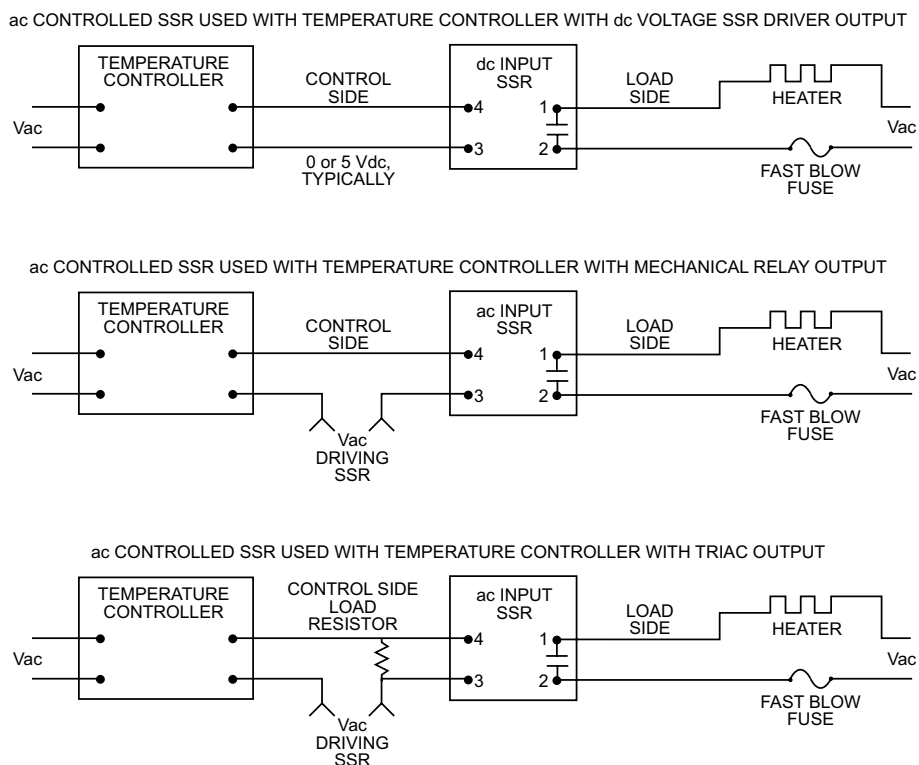 ac CONTROLLED SSR USED WITH TEMPERATURE CONTROLLER WITH dc VOLTAGE SSR DRIVER OUTPUT
TEMPERATURE
CONTROLLER
CONTROL
SIDE
dc INPUT
SSR
LOAD
SIDE
HEATER
4
1
Vac
Vac
3
2
0 or 5 Vdc,
TYPICALLY
FAST BLOW
FUSE
ac CONTROLLED SSR USED WITH TEMPERATURE CONTROLLER WITH MECHANICAL RELAY OUTPUT
TEMPERATURE
CONTROLLER
CONTROL
SIDE
ac INPUT
SSR
LOAD
SIDE
HEATER
4
1
Vac
Vac
3
2
Vac
DRIVING
SSR
FAST BLOW
FUSE
ac CONTROLLED SSR USED WITH TEMPERATURE CONTROLLER WITH TRIAC OUTPUT
TEMPERATURE
CONTROLLER
CONTROL SIDE
LOAD
RESISTOR
ac INPUT
SSR
LOAD
SIDE
HEATER
4
1
Vac
Vac
3
2
Vac
DRIVING
SSR
FAST BLOW
FUSE